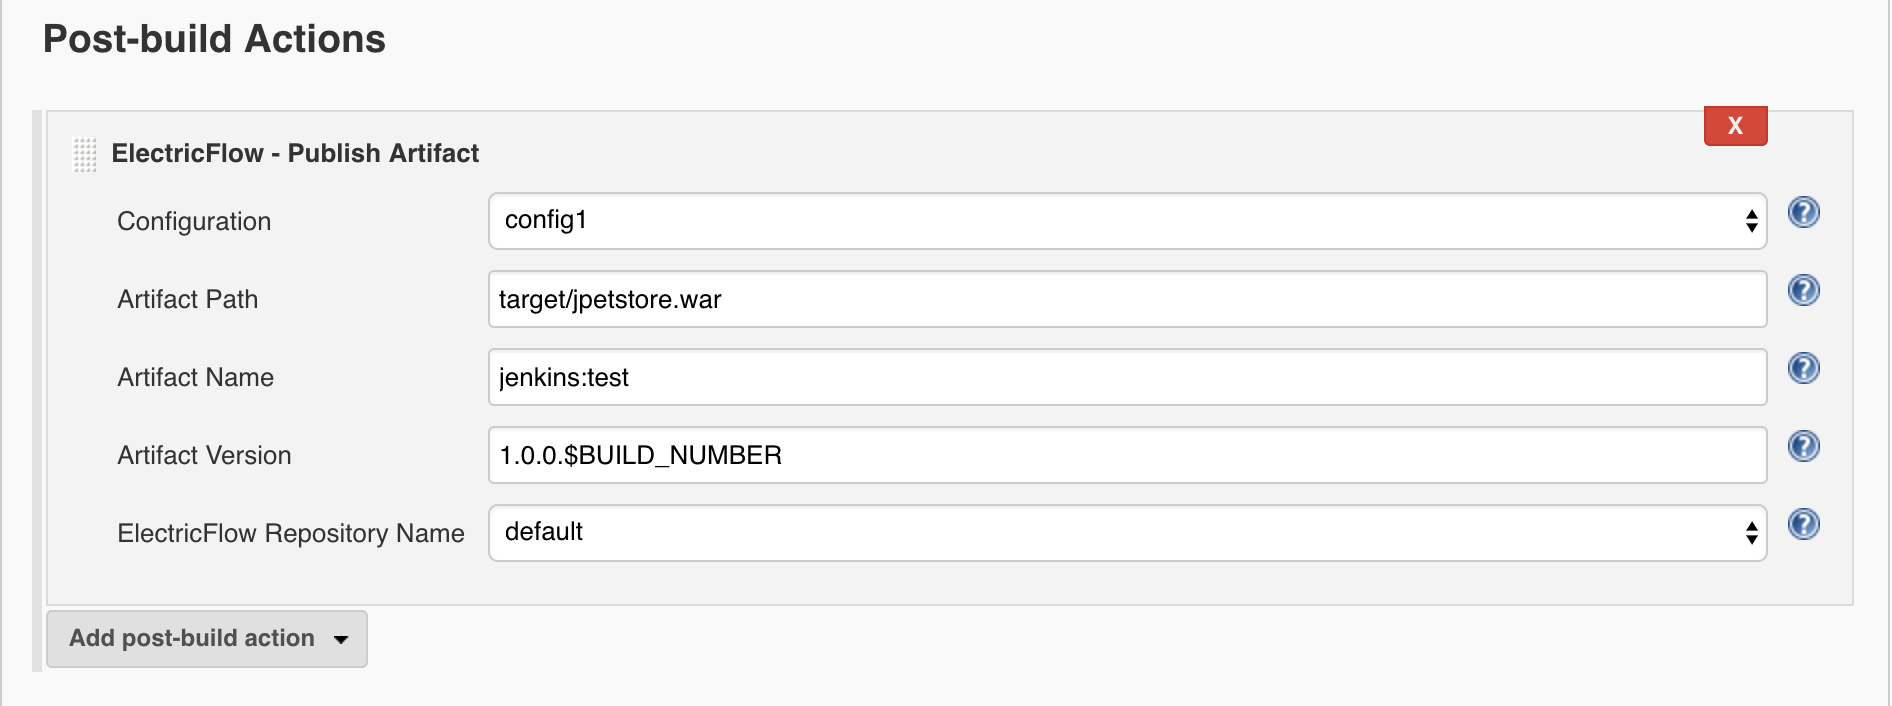 Post-build Actions
X
ElectricFlow - Publish Artifact
Configuration config1 ?
Artifact Path target/jpetstore.war ?
Artifact Name jenkins:test ?
Artifact Version 1.0.0.$BUILD_NUMBER ?
ElectricFlow Repository Name default ?
Add post-build action